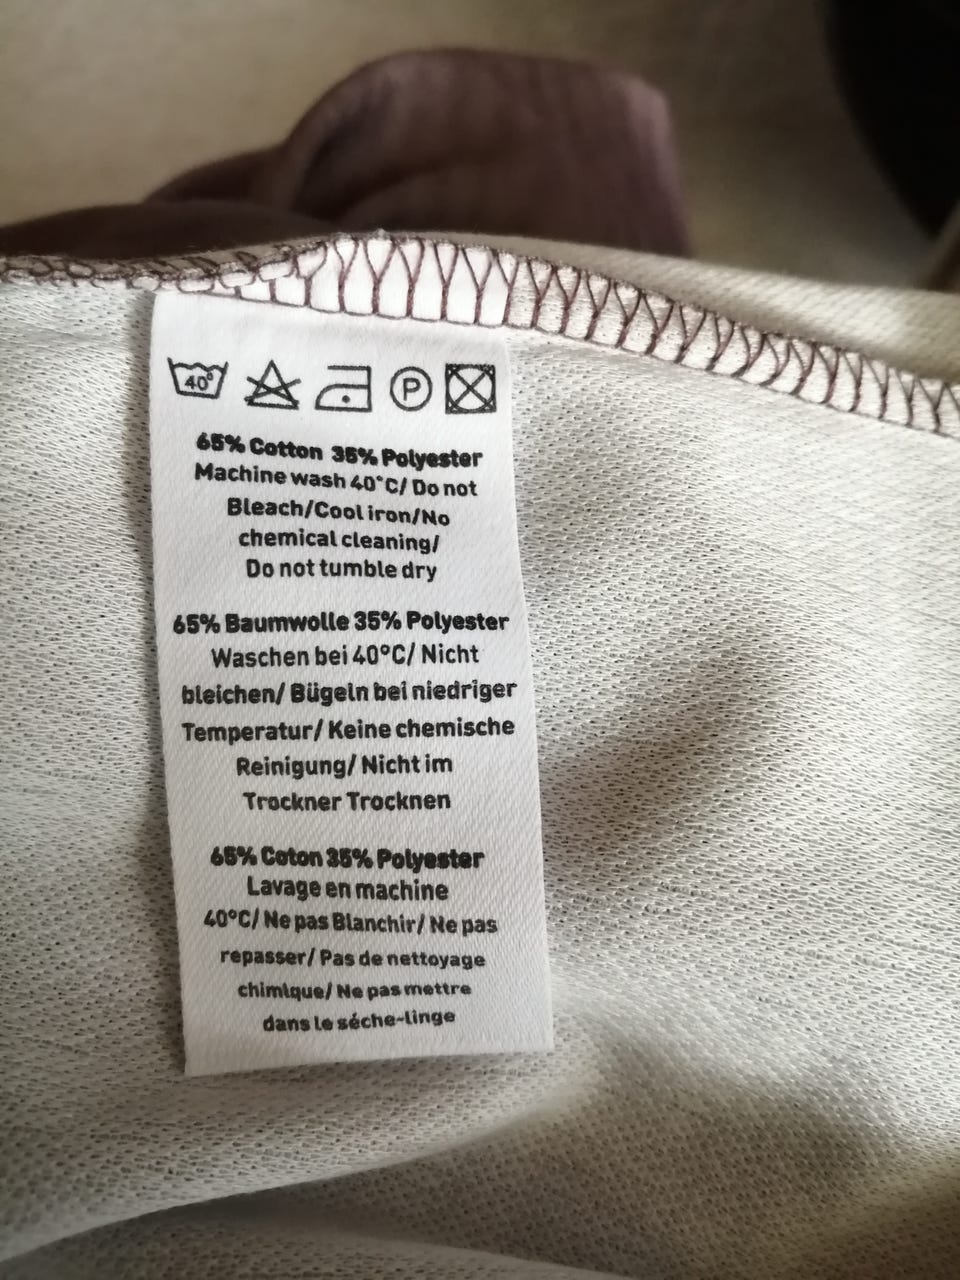 40° P
65% Cotton 35% Polyester
Machine wash 40°C/ Do not
Bleach/Cool iron/No
chemical cleaning/
Do not tumble dry
65% Baumwolle 35% Polyester
Waschen bei 40°C/ Nicht
bleichen/ Bügeln bei niedriger
Temperatur/ Keine chemische
Reinigung/ Nicht im
Trockner Trocknen
65% Coton 35% Polyester
Lavage en machine
40°C/ Ne pas Blanchir/ Ne pas
repasser/ Pas de nettoyage
chimique/ Ne pas mettre
dans le séche-linge